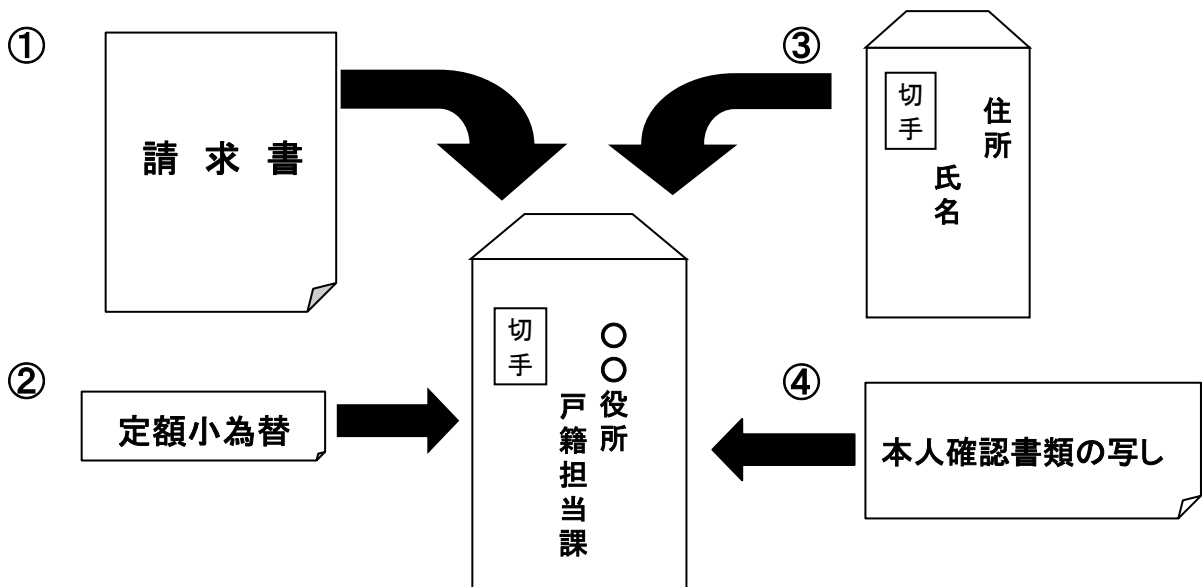 ①
請求書
②
定額小為替
③
切手
住所
氏名
④
本人確認書類の写し
切手
〇〇役所
戸籍担当課